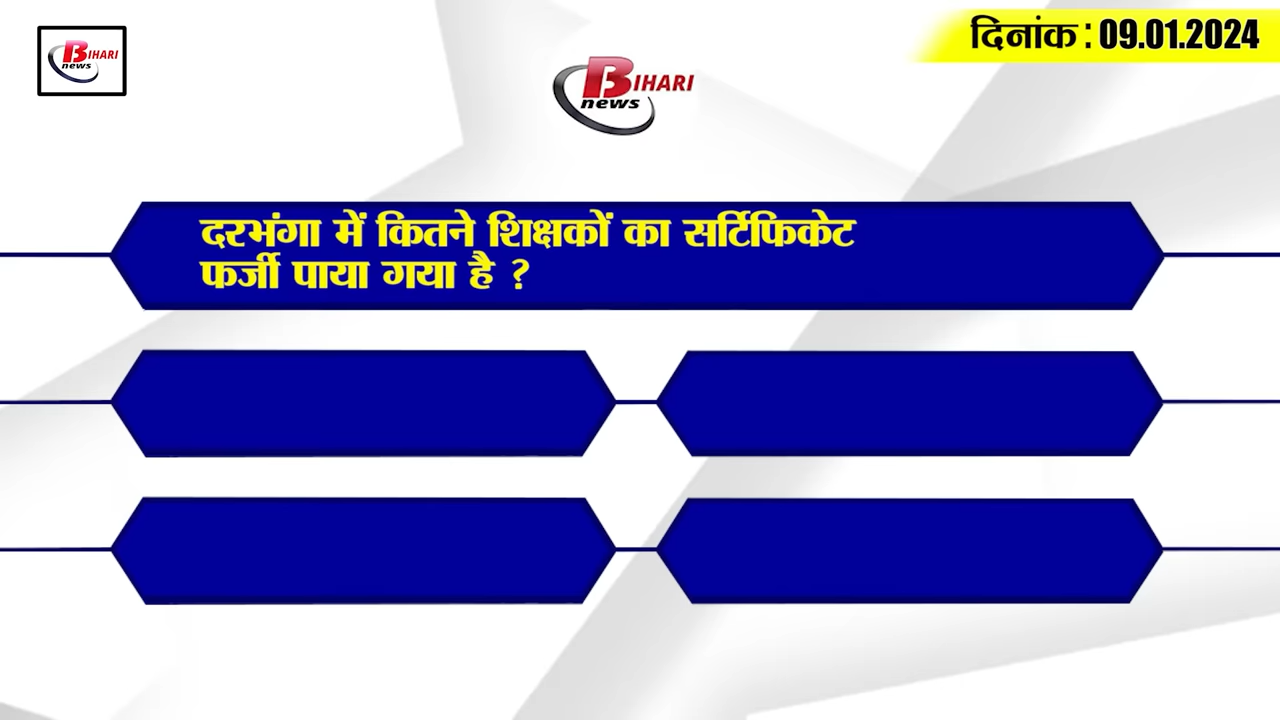 BIHARI
news
दिनांक : 09.01.2024
BIHARI
news
दरभंगा में कितने शिक्षकों का सर्टिफिकेट
फर्जी पाया गया है ?